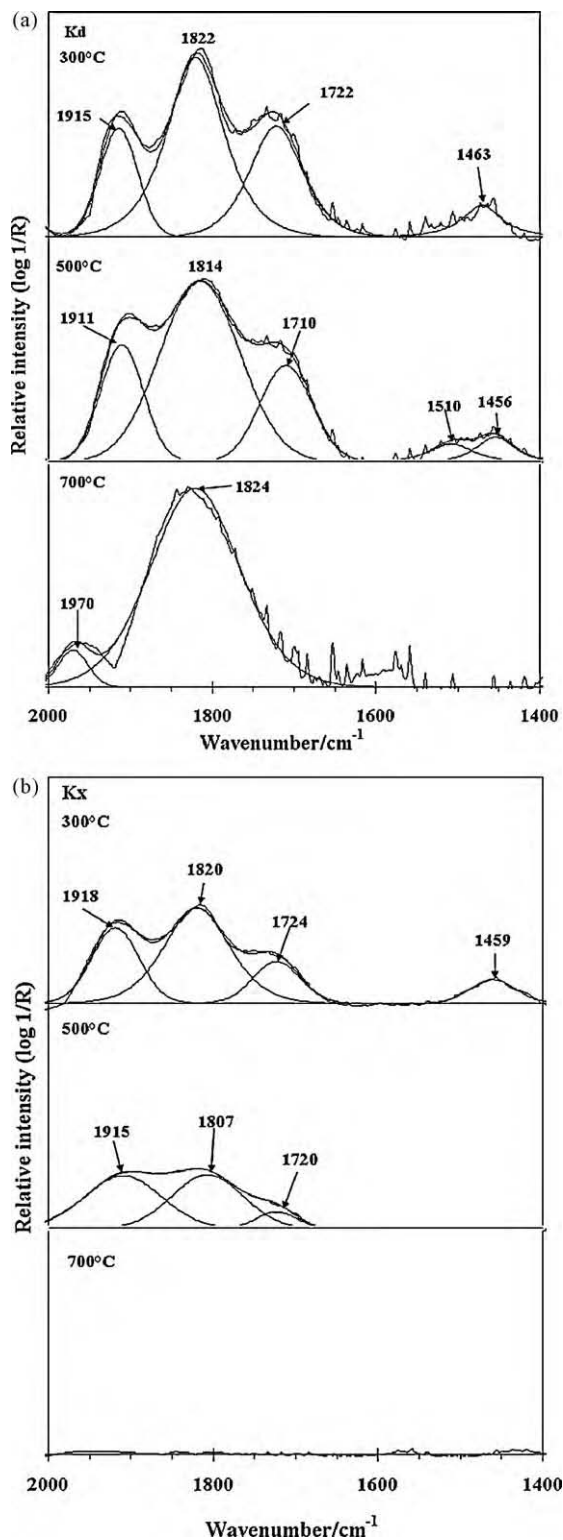 (a)
Kd
300°C
1822
1915
1722
1463
500°C
1814
1911
1710
1510
1456
700°C
1824
1970
Relative intensity (log 1/R)
2000
1800
1600
1400
Wavenumber/cm-1
(b)
Kx
300°C
1820
1918
1724
1459
500°C
1915
1807
1720
700°C
Relative intensity (log 1/R)
2000
1800
1600
1400
Wavenumber/cm-1